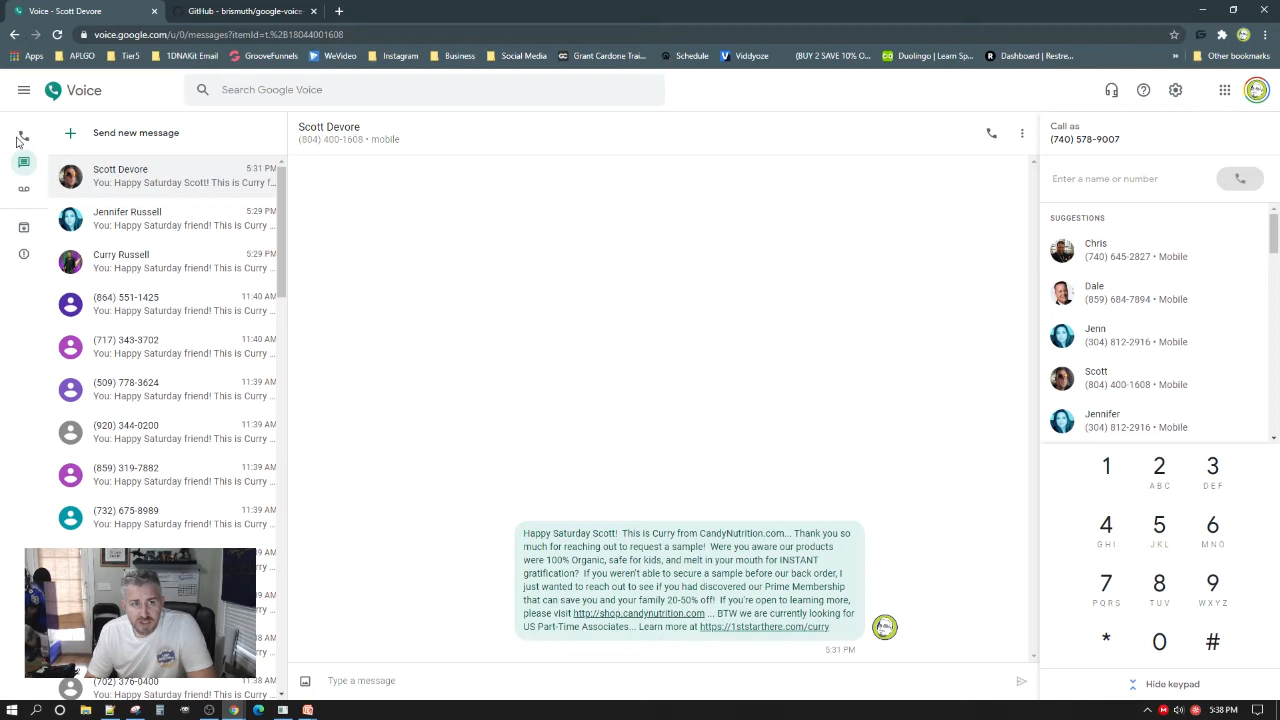 Voice - Scott Devore
GitHub - brimuth/google-voice
voice.google.com/u/0/messages?itemId=t.%2B18044001608
Apps
APLGO
Tier5
1TDNAKit Email
GrooveFunnels
WeVideo
Instagram
Business
Social Media
Grant Cardone Trai...
Schedule
Viddyoze
(BUY 2 SAVE 10% O...
Duolingo | Learn Sp...
Dashboard | Restre...
»
Other bookmarks
Voice
Search Google Voice
Send new message
Scott Devore
5:31 PM
You: Happy Saturday Scott! This is Curry f...
Jennifer Russell
5:29 PM
You: Happy Saturday friend! This is Curry ...
Curry Russell
5:29 PM
You: Happy Saturday friend! This is Curry ...
(864) 551-1425
11:40 AM
You: Happy Saturday friend! This is Curry ...
(717) 343-3702
11:40 AM
You: Happy Saturday friend! This is Curry ...
(509) 778-3624
11:39 AM
You: Happy Saturday friend! This is Curry ...
(920) 344-0200
11:39 AM
You: Happy Saturday friend! This is Curry ...
(859) 319-7882
11:39 AM
You: Happy Saturday friend! This is Curry ...
(732) 675-8989
11:39 AM
You: Happy Saturday friend! This is Curry ...
(702) 376-0400
11:38 AM
Scott Devore
(804) 400-1608 • mobile
Happy Saturday Scott! This is Curry from CandyNutrition.com... Thank you so
much for reaching out to request a sample! Were you aware our products
were 100% Organic, safe for kids, and melt in your mouth for INSTANT
gratification? If you weren't able to secure a sample before our back order, I
just wanted to reach out to see if you had discovered our Prime Membership
that can save you and your family 20-50% off! If you're open to learning more,
please visit http://shop.candynutrition.com ... BTW we are currently looking for
US Part-Time Associates... Learn more at https://1ststarthere.com/curry
5:31 PM
Type a message
Call as
(740) 578-9007
Enter a name or number
SUGGESTIONS
Chris
(740) 645-2827 • Mobile
Dale
(859) 684-7894 • Mobile
Jenn
(304) 812-2916 • Mobile
Scott
(804) 400-1608 • Mobile
Jennifer
(304) 812-2916 • Mobile
1 2 3
ABC DEF
4 5 6
GHI JKL MNO
7 8 9
PQRS TUV WXYZ
* 0 #
Hide keypad
5:38 PM